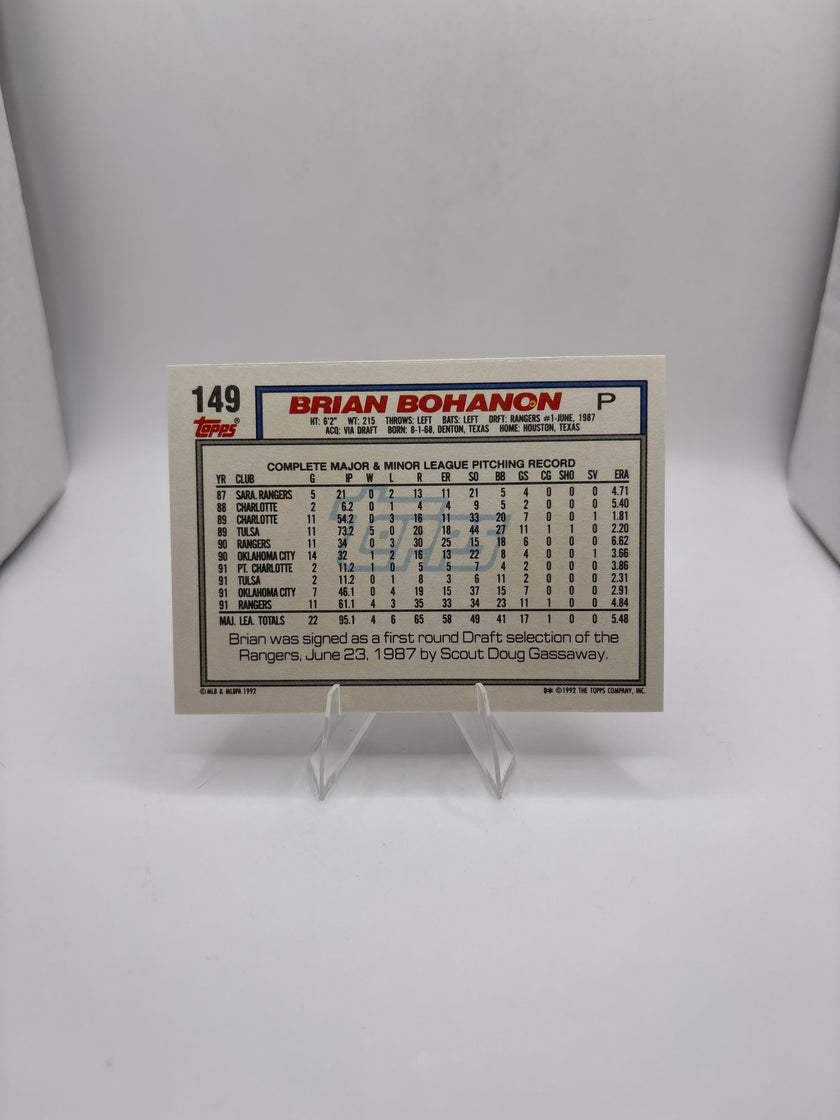 149
topps®
BRIAN BOHANON P
HT: 6'2" WT: 215 THROWS: LEFT BATS: LEFT DRFT: RANGERS #1-JUNE, 1987
ACQ: VIA DRAFT BORN: 8-1-68, DENTON, TEXAS HOME: HOUSTON, TEXAS
COMPLETE MAJOR & MINOR LEAGUE PITCHING RECORD
YR CLUB G IP W L R ER SO BB GS CG SHO SV ERA
87 SARA. RANGERS 5 21 0 2 13 11 21 5 4 0 0 0 4.71
88 CHARLOTTE 2 6.2 0 1 4 4 9 5 2 0 0 0 5.40
89 CHARLOTTE 11 54.2 0 3 16 11 33 20 7 0 0 1 1.81
89 TULSA 11 73.2 5 0 20 18 44 27 11 1 1 0 2.20
90 RANGERS 11 34 0 3 30 25 15 18 6 0 0 0 6.62
90 OKLAHOMA CITY 14 32 1 2 16 13 22 8 4 0 0 1 3.66
91 PT. CHARLOTTE 2 11.2 1 0 5 5 7 4 2 0 0 0 3.86
91 TULSA 2 11.2 0 1 8 3 6 11 2 0 0 0 2.31
91 OKLAHOMA CITY 7 46.1 0 4 19 15 37 15 7 0 0 0 2.91
91 RANGERS 11 61.1 4 3 35 33 34 23 11 1 0 0 4.84
MAJ. LEA. TOTALS 22 95.1 4 6 65 58 49 41 17 1 0 0 5.48
Brian was signed as a first round Draft selection of the
Rangers, June 23, 1987 by Scout Doug Gassaway.
© MLB & MLBPA 1992 D* © 1992 THE TOPPS COMPANY, INC.